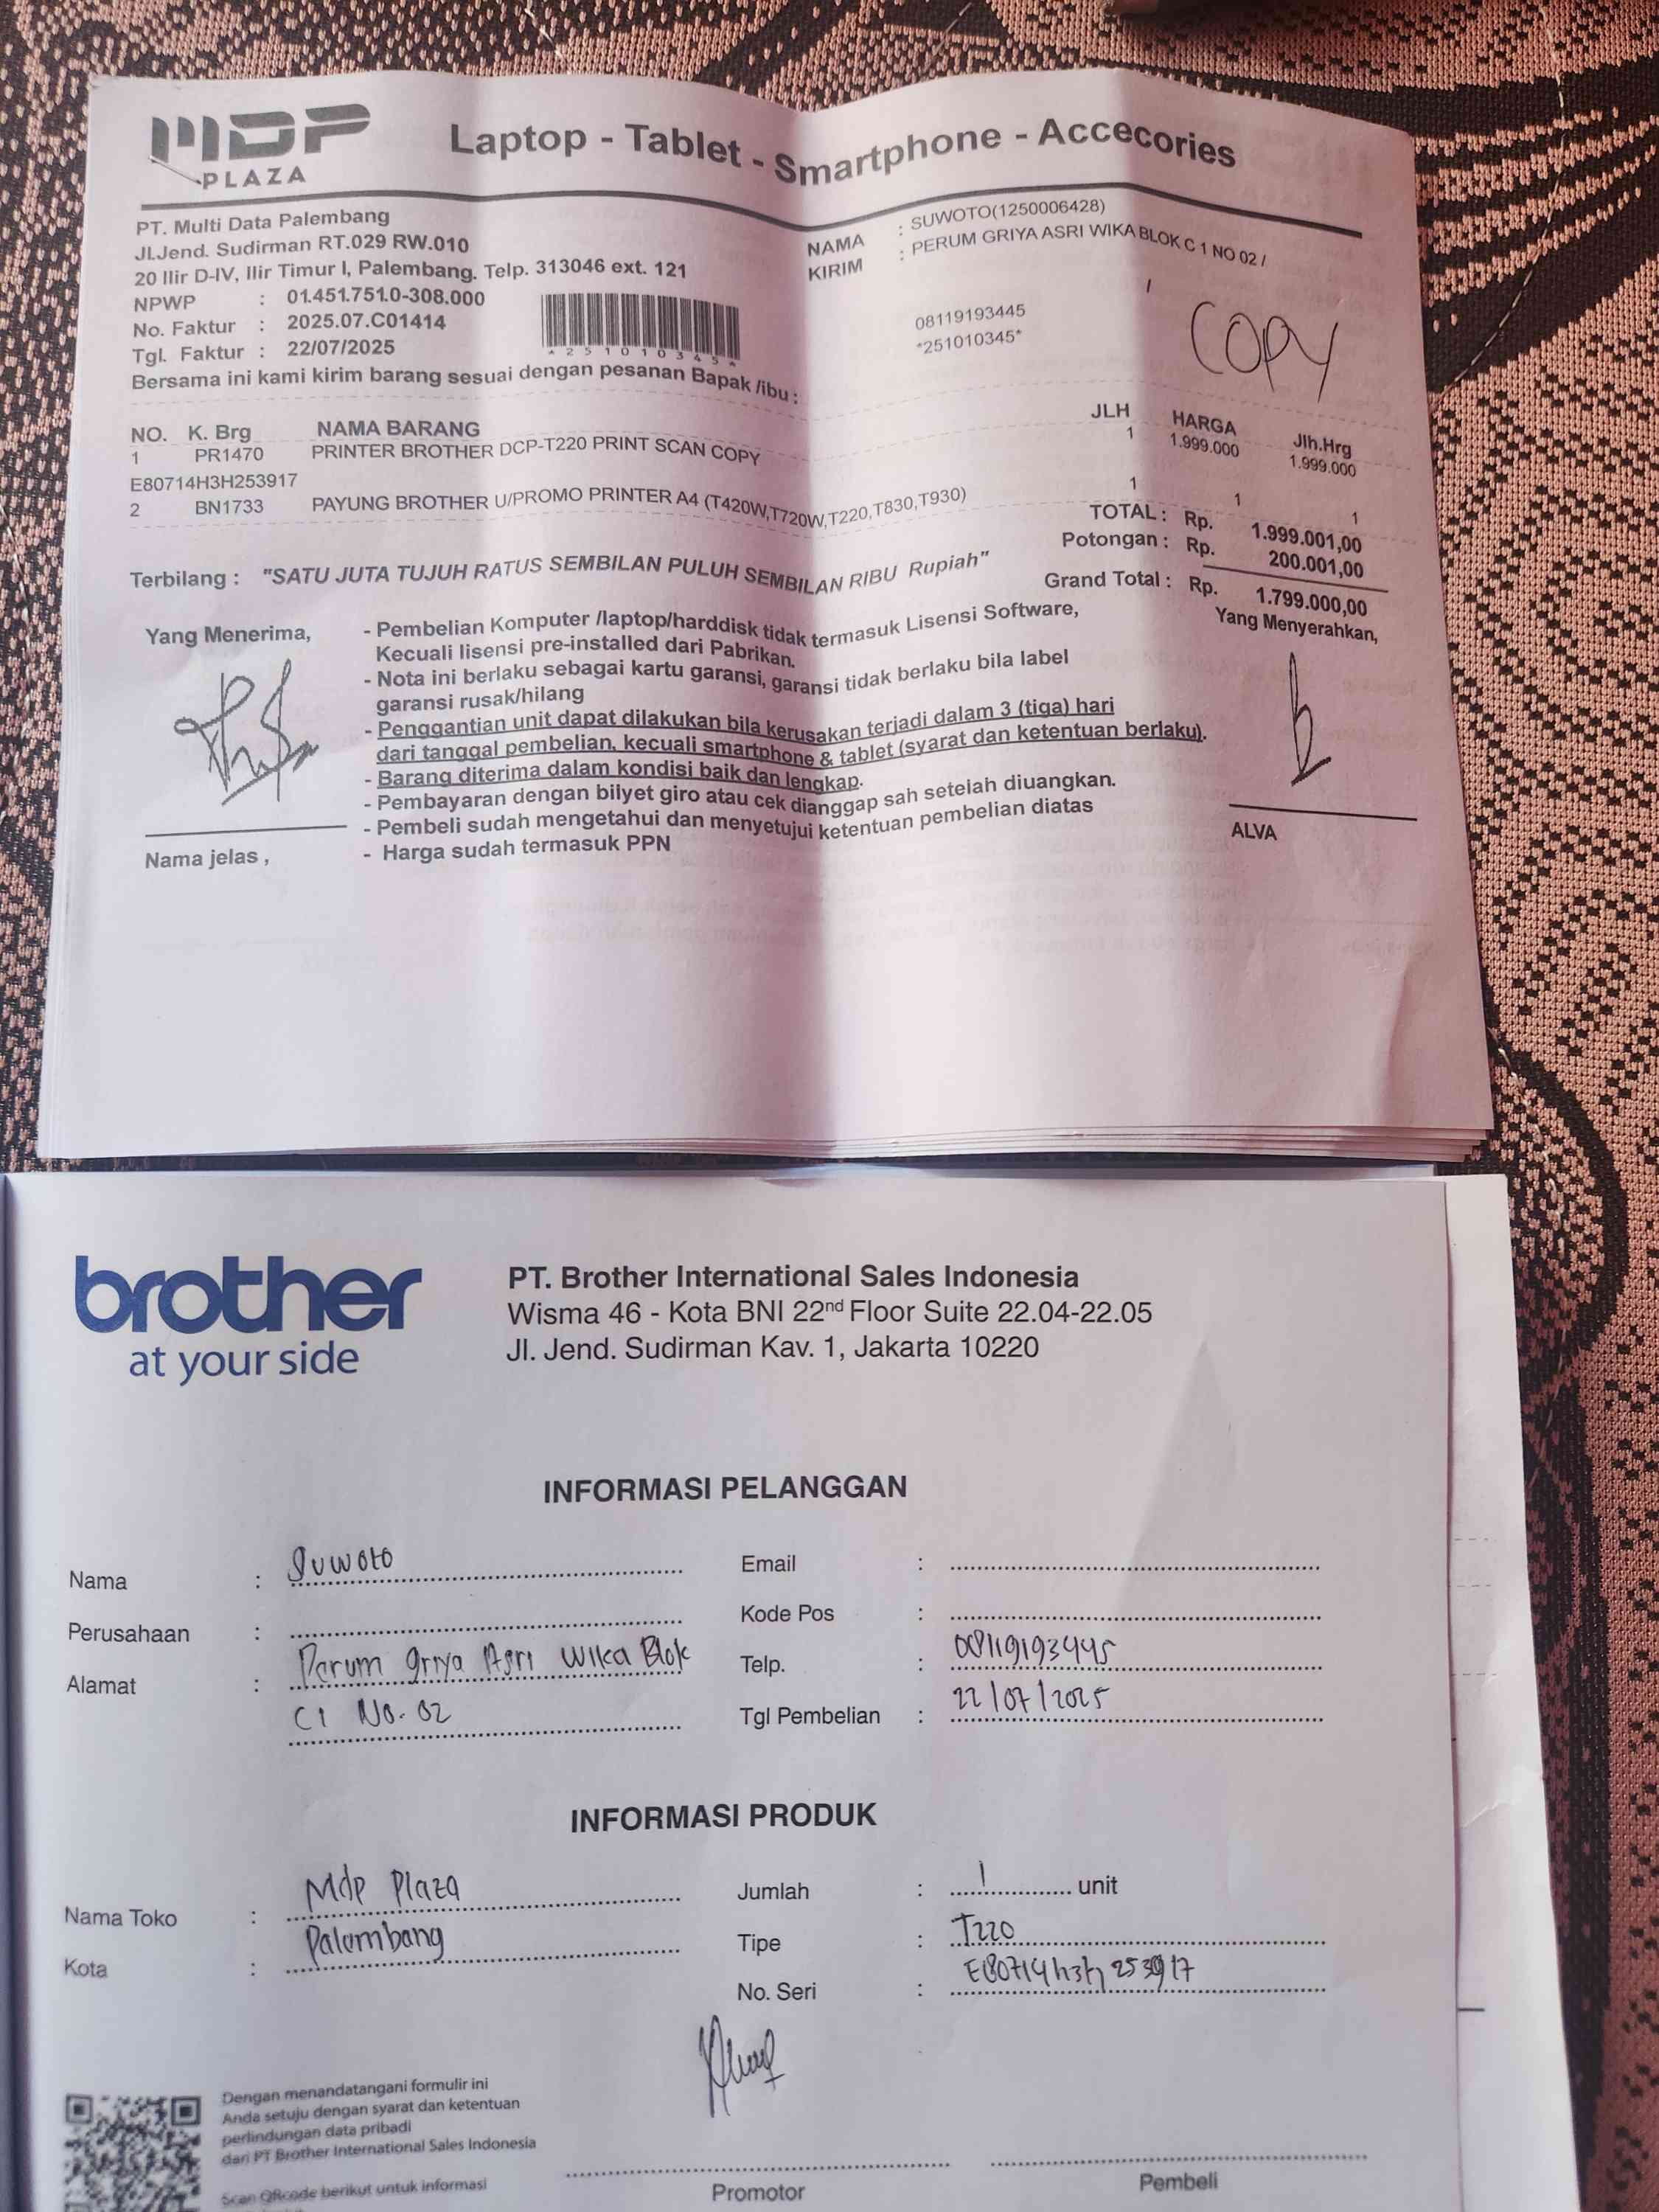 MDP
PLAZA
Laptop - Tablet - Smartphone - Accecories
PT. Multi Data Palembang
Jl.Jend. Sudirman RT.029 RW.010
20 Ilir D-IV, Ilir Timur I, Palembang. Telp. 313046 ext. 121
NPWP : 01.451.751.0-308.000
No. Faktur : 2025.07.C01414
Tgl. Faktur : 22/07/2025
*251010345*
NAMA : SUWOTO(1250006428)
KIRIM : PERUM GRIYA ASRI WIKA BLOK C 1 NO 02 /
/
08119193445
*251010345*
COPY
Bersama ini kami kirim barang sesuai dengan pesanan Bapak /ibu :
NO. K. Brg NAMA BARANG JLH HARGA Jlh.Hrg
1 PR1470 PRINTER BROTHER DCP-T220 PRINT SCAN COPY 1 1.999.000 1.999.000
E80714H3H253917
2 BN1733 PAYUNG BROTHER U/PROMO PRINTER A4 (T420W,T720W,T220,T830,T930) 1 1 1
TOTAL : Rp. 1.999.001,00
Potongan : Rp. 200.001,00
Terbilang : "SATU JUTA TUJUH RATUS SEMBILAN PULUH SEMBILAN RIBU Rupiah"
Grand Total : Rp. 1.799.000,00
Yang Menerima,
- Pembelian Komputer /laptop/harddisk tidak termasuk Lisensi Software,
Kecuali lisensi pre-installed dari Pabrikan.
- Nota ini berlaku sebagai kartu garansi, garansi tidak berlaku bila label
garansi rusak/hilang
- Penggantian unit dapat dilakukan bila kerusakan terjadi dalam 3 (tiga) hari
dari tanggal pembelian, kecuali smartphone & tablet (syarat dan ketentuan berlaku).
- Barang diterima dalam kondisi baik dan lengkap.
- Pembayaran dengan bilyet giro atau cek dianggap sah setelah diuangkan.
- Pembeli sudah mengetahui dan menyetujui ketentuan pembelian diatas
- Harga sudah termasuk PPN
Yang Menyerahkan,
Nama jelas ,
ALVA
brother
at your side
PT. Brother International Sales Indonesia
Wisma 46 - Kota BNI 22nd Floor Suite 22.04-22.05
Jl. Jend. Sudirman Kav. 1, Jakarta 10220
INFORMASI PELANGGAN
Nama : Suwoto
Perusahaan :
Alamat : Perum griya Asri Wika Blok
C1 No. 02
Email :
Kode Pos :
Telp. : 08119193445
Tgl Pembelian : 22/07/2025
INFORMASI PRODUK
Nama Toko : Mdp Plaza
Kota : Palembang
Jumlah : 1 unit
Tipe : T220
No. Seri : E80714h3h253917
Dengan menandatangani formulir ini
Anda setuju dengan syarat dan ketentuan
perlindungan data pribadi
dari PT Brother International Sales Indonesia
Scan QRcode berikut untuk informasi
Promotor
Pembeli